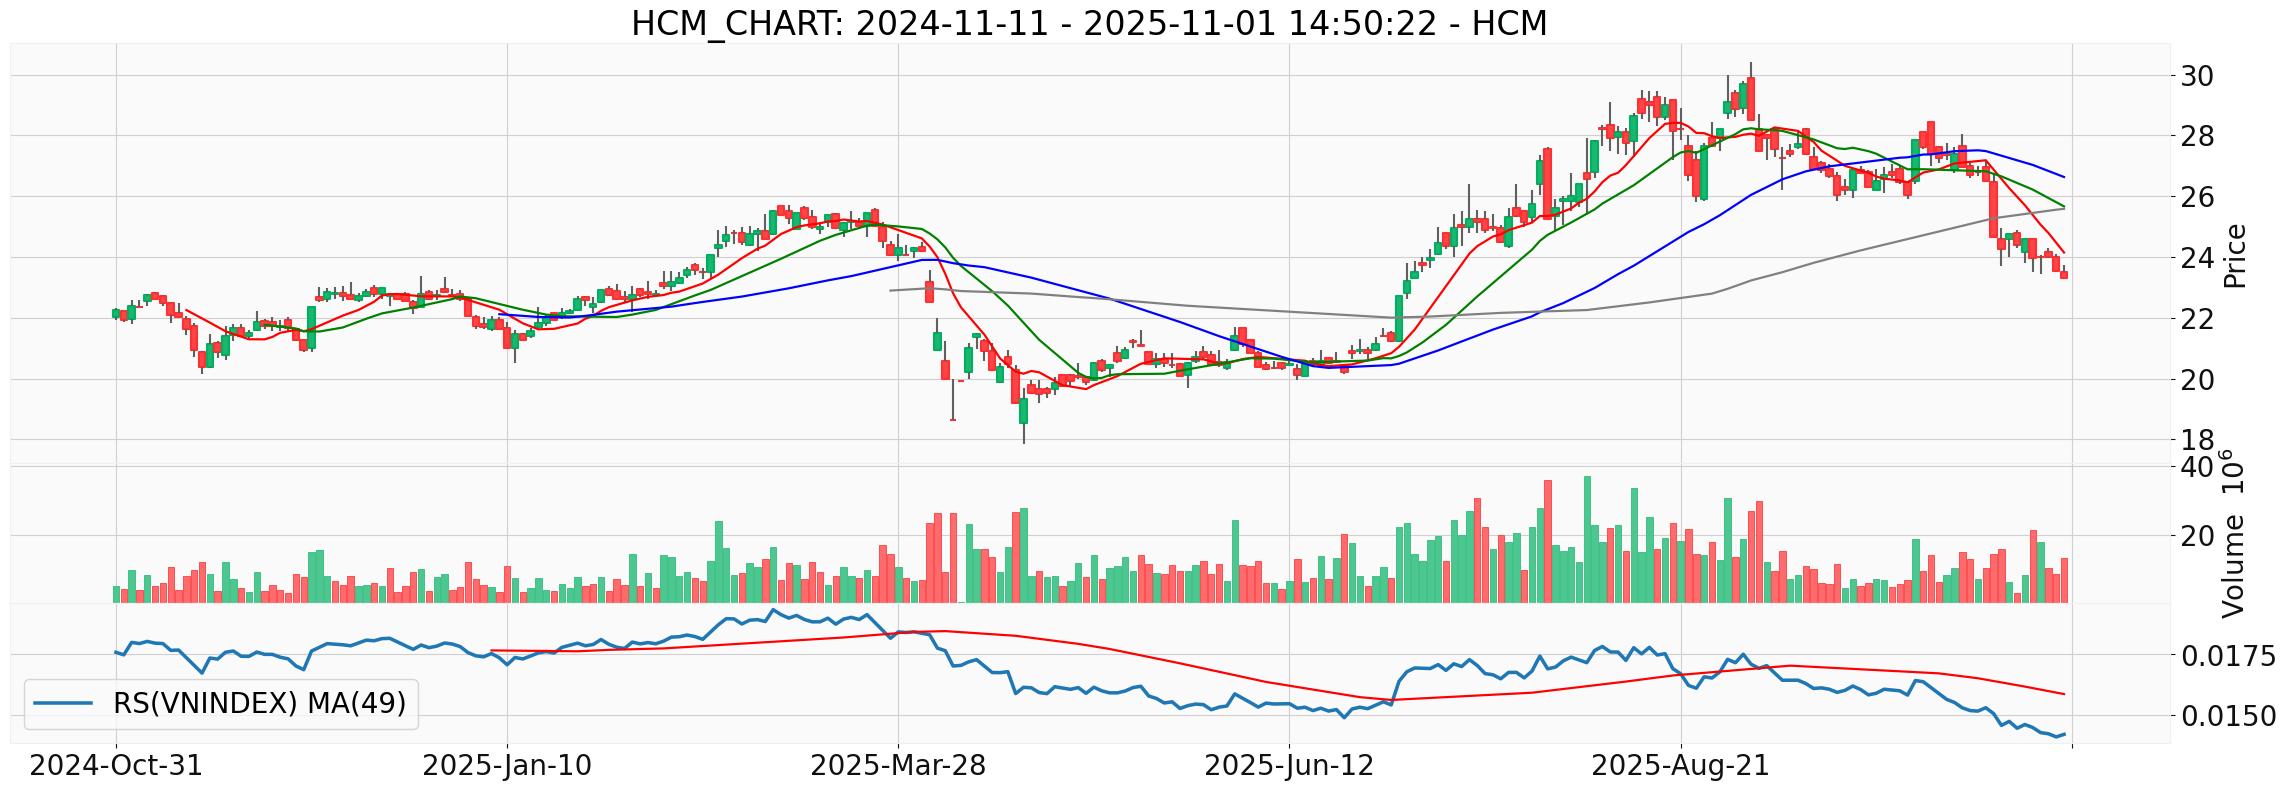 HCM_CHART: 2024-11-11 - 2025-11-01 14:50:22 - HCM
30
28
26
24
22
20
18
Price
40
20
Volume 10⁶
0.0175
0.0150
RS(VNINDEX) MA(49)
2024-Oct-31
2025-Jan-10
2025-Mar-28
2025-Jun-12
2025-Aug-21